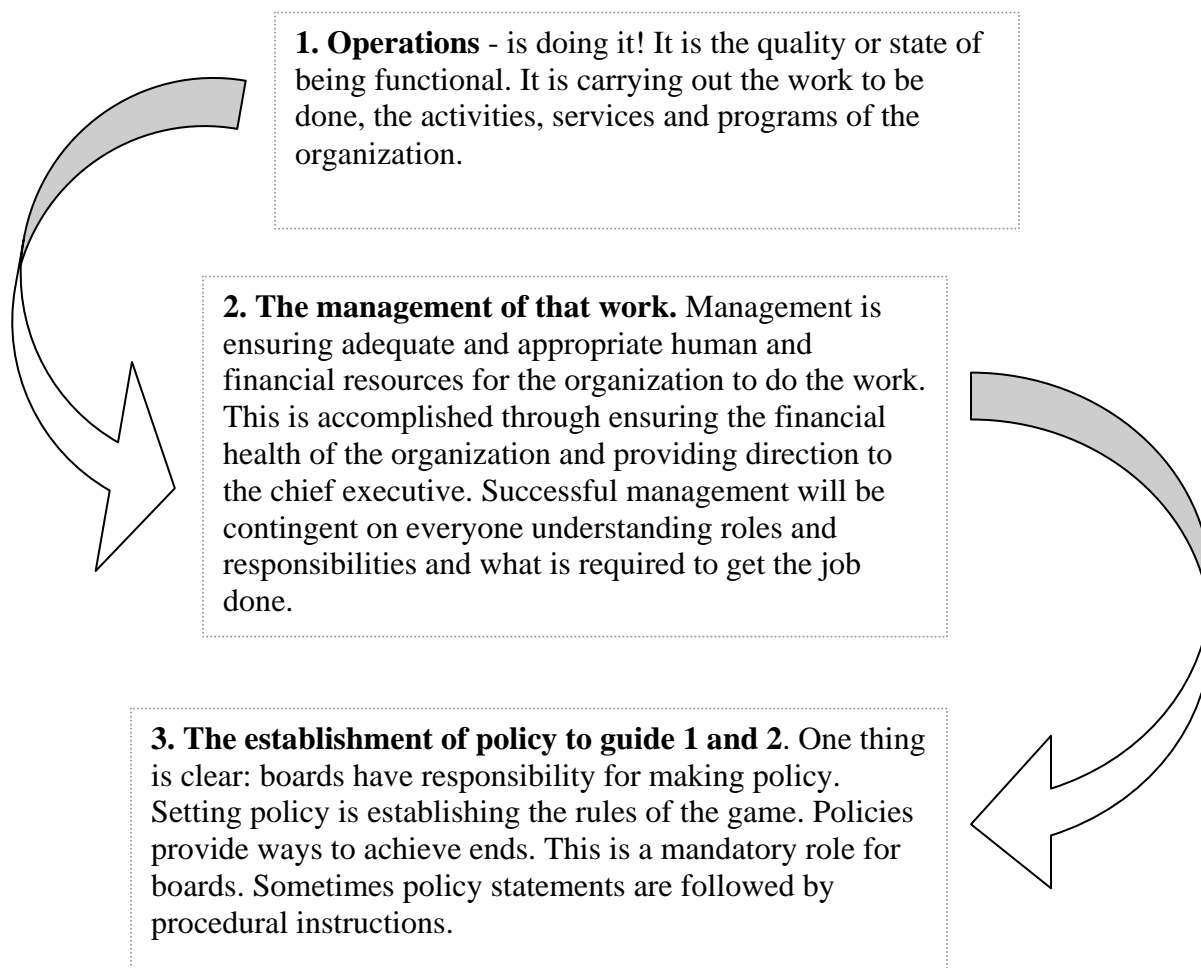 1. Operations - is doing it! It is the quality or state of
being functional. It is carrying out the work to be
done, the activities, services and programs of the
organization.
2. The management of that work. Management is
ensuring adequate and appropriate human and
financial resources for the organization to do the work.
This is accomplished through ensuring the financial
health of the organization and providing direction to
the chief executive. Successful management will be
contingent on everyone understanding roles and
responsibilities and what is required to get the job
done.
3. The establishment of policy to guide 1 and 2. One thing
is clear: boards have responsibility for making policy.
Setting policy is establishing the rules of the game. Policies
provide ways to achieve ends. This is a mandatory role for
boards. Sometimes policy statements are followed by
procedural instructions.